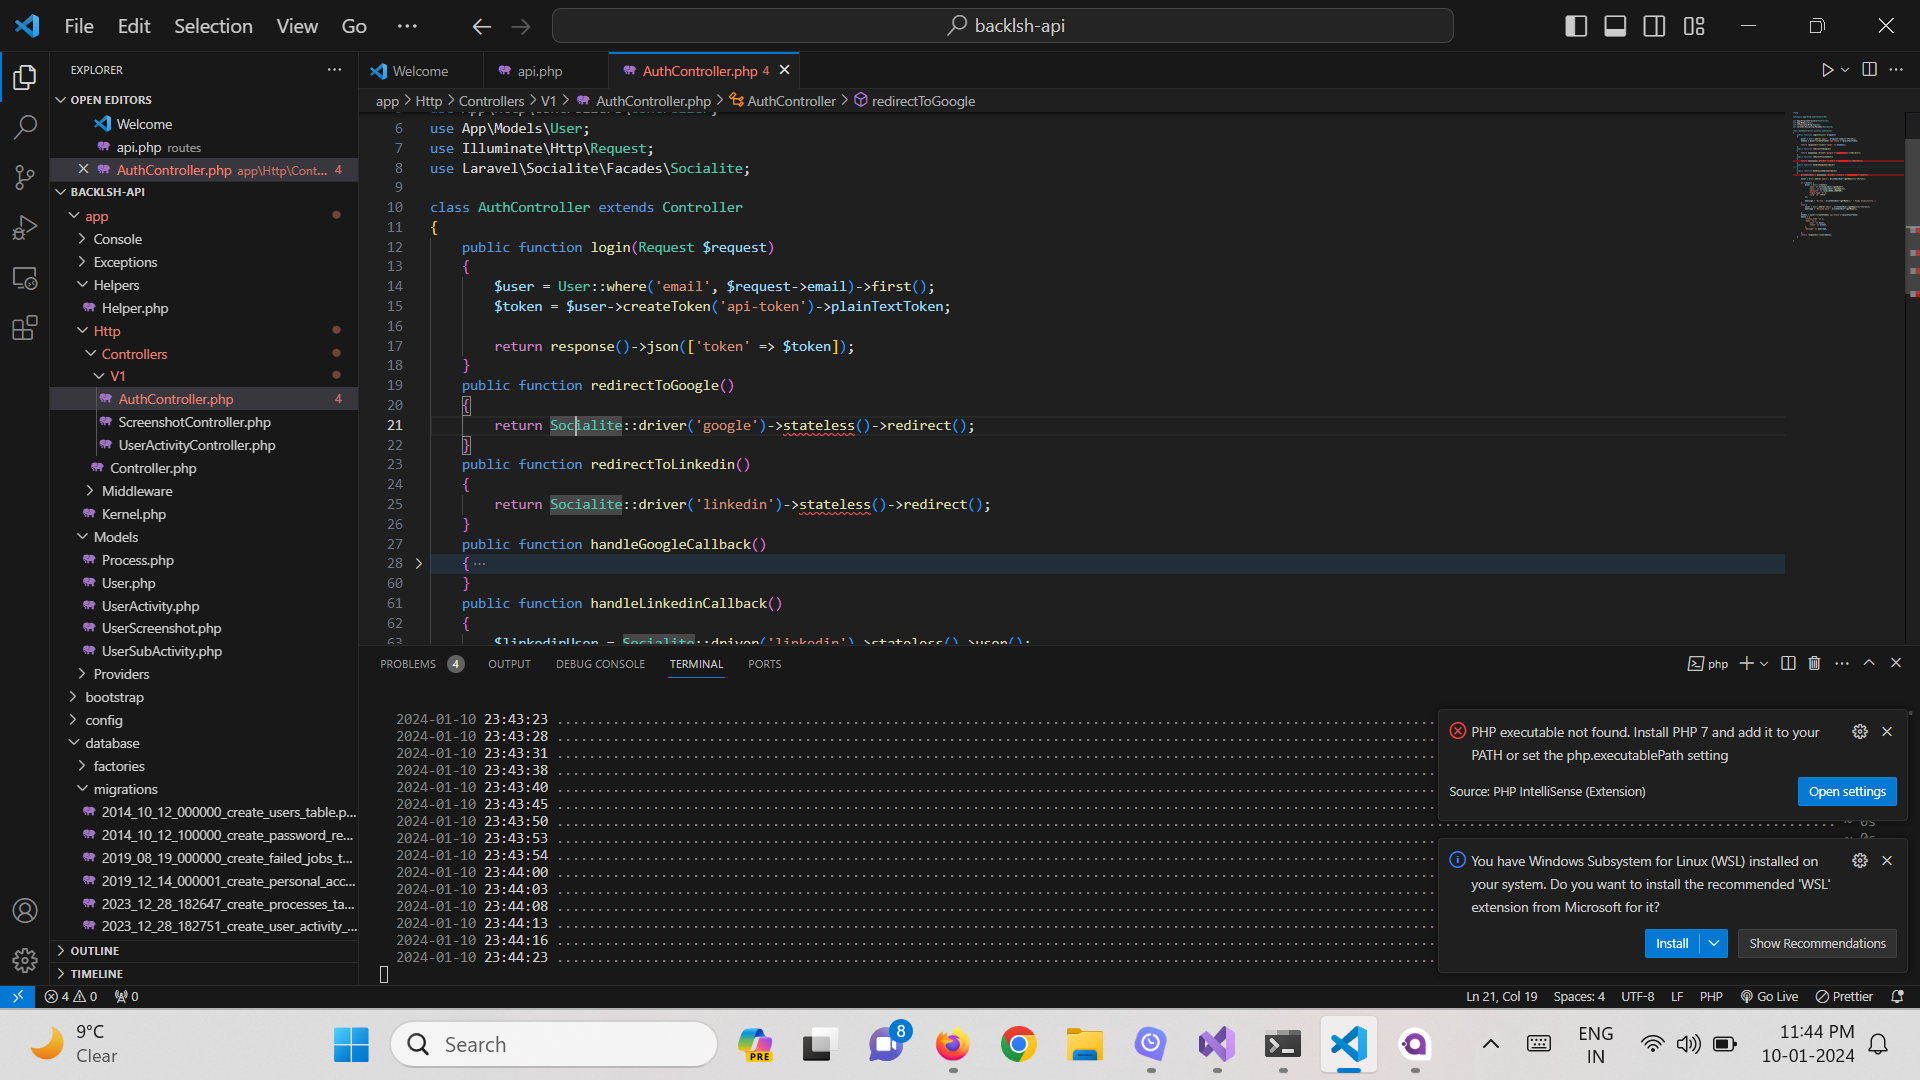 File Edit Selection View Go ···
backlsh-api
EXPLORER
OPEN EDITORS
Welcome
api.php routes
AuthController.php app\Http\Cont... 4
BACKLSH-API
app
Console
Exceptions
Helpers
Helper.php
Http
Controllers
V1
AuthController.php 4
ScreenshotController.php
UserActivityController.php
Controller.php
Middleware
Kernel.php
Models
Process.php
User.php
UserActivity.php
UserScreenshot.php
UserSubActivity.php
Providers
bootstrap
config
database
factories
migrations
2014_10_12_000000_create_users_table.p...
2014_10_12_100000_create_password_re...
2019_08_19_000000_create_failed_jobs_t...
2019_12_14_000001_create_personal_acc...
2023_12_28_182647_create_processes_ta...
2023_12_28_182751_create_user_activity_...
OUTLINE
TIMELINE
Welcome api.php AuthController.php 4
app > Http > Controllers > V1 > AuthController.php > AuthController > redirectToGoogle
6 use App\Models\User;
7 use Illuminate\Http\Request;
8 use Laravel\Socialite\Facades\Socialite;
9
10 class AuthController extends Controller
11 {
12 public function login(Request $request)
13 {
14 $user = User::where('email', $request->email)->first();
15 $token = $user->createToken('api-token')->plainTextToken;
16
17 return response()->json(['token' => $token]);
18 }
19 public function redirectToGoogle()
20 {
21 return Socialite::driver('google')->stateless()->redirect();
22 }
23 public function redirectToLinkedin()
24 {
25 return Socialite::driver('linkedin')->stateless()->redirect();
26 }
27 public function handleGoogleCallback()
28 { ···
60 }
61 public function handleLinkedinCallback()
62 {
63 $linkedinUser = Socialite::driver('linkedin')->stateless()->user();
PROBLEMS 4 OUTPUT DEBUG CONSOLE TERMINAL PORTS
php
2024-01-10 23:43:23
2024-01-10 23:43:28
2024-01-10 23:43:31
2024-01-10 23:43:38
2024-01-10 23:43:40
2024-01-10 23:43:45
2024-01-10 23:43:50
2024-01-10 23:43:53
2024-01-10 23:43:54
2024-01-10 23:44:00
2024-01-10 23:44:03
2024-01-10 23:44:08
2024-01-10 23:44:13
2024-01-10 23:44:16
2024-01-10 23:44:23
PHP executable not found. Install PHP 7 and add it to your
PATH or set the php.executablePath setting
Source: PHP IntelliSense (Extension)
Open settings
You have Windows Subsystem for Linux (WSL) installed on
your system. Do you want to install the recommended 'WSL'
extension from Microsoft for it?
Install
Show Recommendations
4 0 0
Ln 21, Col 19 Spaces: 4 UTF-8 LF PHP Go Live Prettier
9°C
Clear
Search
PRE
8
ENG
IN
11:44 PM
10-01-2024